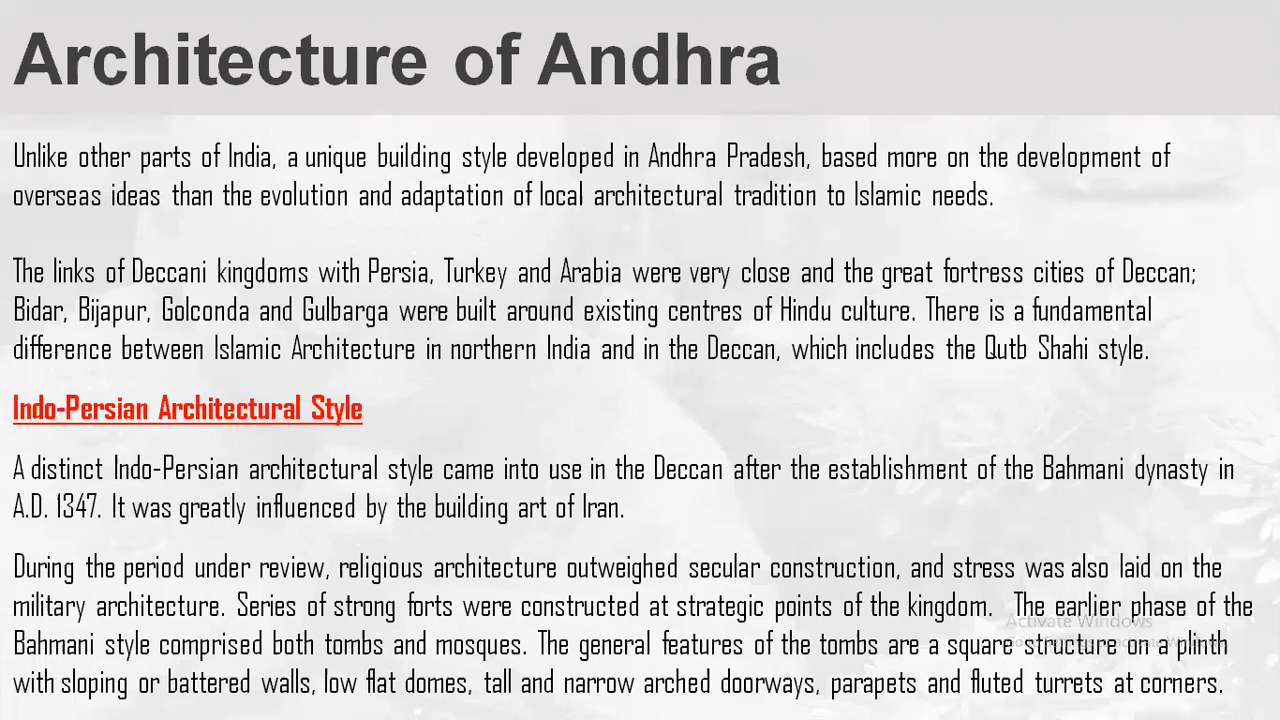 Architecture of Andhra
Unlike other parts of India, a unique building style developed in Andhra Pradesh, based more on the development of
overseas ideas than the evolution and adaptation of local architectural tradition to Islamic needs.
The links of Deccani kingdoms with Persia, Turkey and Arabia were very close and the great fortress cities of Deccan;
Bidar, Bijapur, Golconda and Gulbarga were built around existing centres of Hindu culture. There is a fundamental
difference between Islamic Architecture in northern India and in the Deccan, which includes the Qutb Shahi style.
Indo-Persian Architectural Style
A distinct Indo-Persian architectural style came into use in the Deccan after the establishment of the Bahmani dynasty in
A.D. 1347. It was greatly influenced by the building art of Iran.
During the period under review, religious architecture outweighed secular construction, and stress was also laid on the
military architecture. Series of strong forts were constructed at strategic points of the kingdom. The earlier phase of the
Activate Windows
Bahmani style comprised both tombs and mosques. The general features of the tombs are a square structure on a plinth
with sloping or battered walls, low flat domes, tall and narrow arched doorways, parapets and fluted turrets at corners.